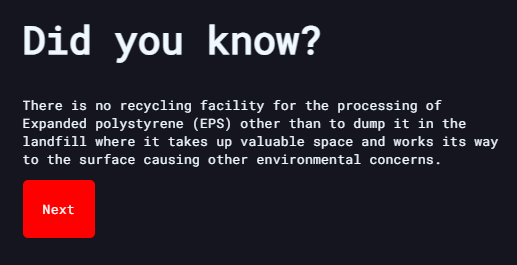 Did you know?
There is no recycling facility for the processing of
Expanded polystyrene (EPS) other than to dump it in the
landfill where it takes up valuable space and works its way
to the surface causing other environmental concerns.
Next